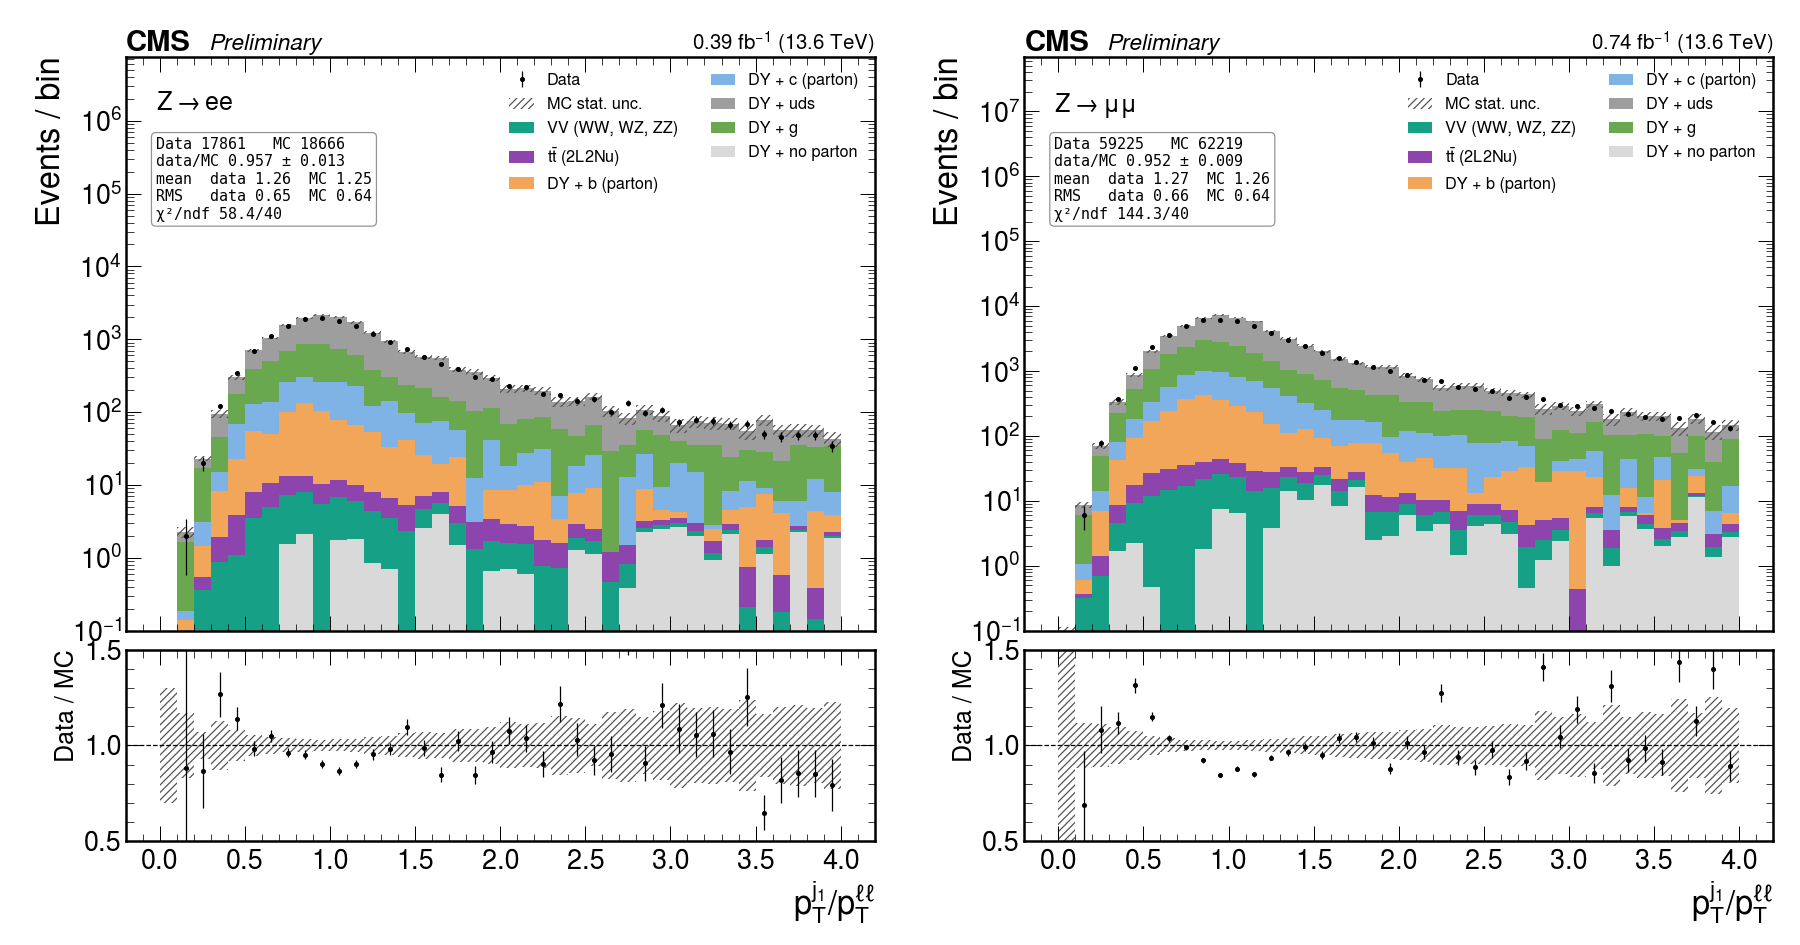 CMS Preliminary 0.39 fb⁻¹ (13.6 TeV)
Events / bin
Z → ee
Data 17861 MC 18666
data/MC 0.957 ± 0.013
mean data 1.26 MC 1.25
RMS data 0.65 MC 0.64
χ²/ndf 58.4/40
Data
MC stat. unc.
VV (WW, WZ, ZZ)
tt̄ (2L2Nu)
DY + b (parton)
DY + c (parton)
DY + uds
DY + g
DY + no parton
10⁶
10⁵
10⁴
10³
10²
10¹
10⁰
10⁻¹
Data / MC
1.5
1.0
0.5
0.0 0.5 1.0 1.5 2.0 2.5 3.0 3.5 4.0
p_T^{j₁}/p_T^{ℓℓ}
CMS Preliminary 0.74 fb⁻¹ (13.6 TeV)
Events / bin
Z → μμ
Data 59225 MC 62219
data/MC 0.952 ± 0.009
mean data 1.27 MC 1.26
RMS data 0.66 MC 0.64
χ²/ndf 144.3/40
Data
MC stat. unc.
VV (WW, WZ, ZZ)
tt̄ (2L2Nu)
DY + b (parton)
DY + c (parton)
DY + uds
DY + g
DY + no parton
10⁷
10⁶
10⁵
10⁴
10³
10²
10¹
10⁰
10⁻¹
Data / MC
1.5
1.0
0.5
0.0 0.5 1.0 1.5 2.0 2.5 3.0 3.5 4.0
p_T^{j₁}/p_T^{ℓℓ}